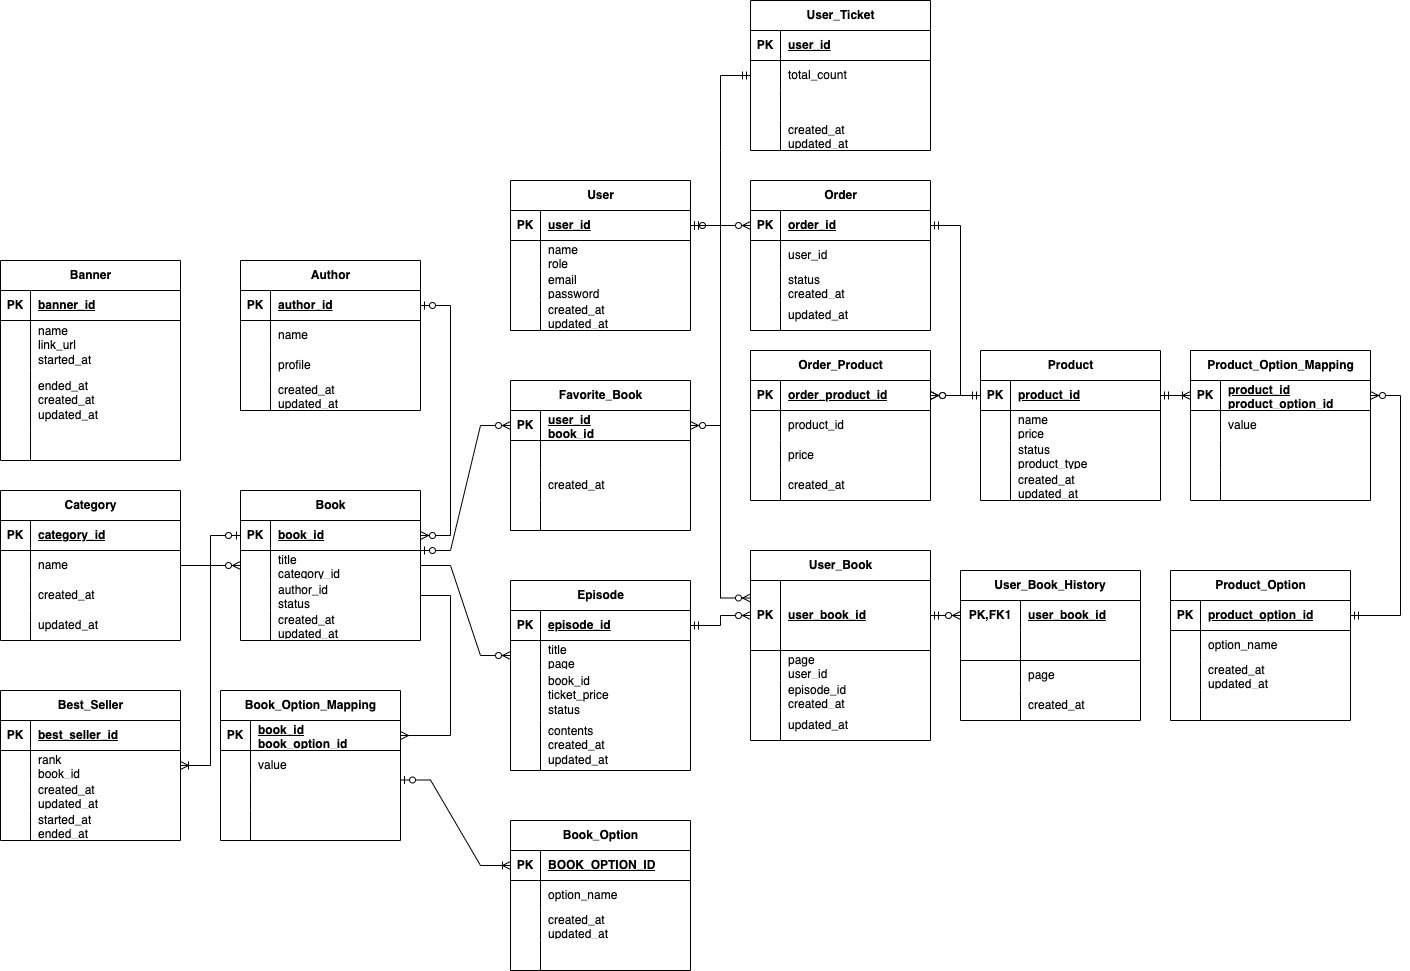 User_Ticket
PK
user_id
total_count
created_at
updated_at
User
PK
user_id
name
role
email
password
created_at
updated_at
Order
PK
order_id
user_id
status
created_at
updated_at
Banner
PK
banner_id
name
link_url
started_at
ended_at
created_at
updated_at
Author
PK
author_id
name
profile
created_at
updated_at
Favorite_Book
PK
user_id
book_id
created_at
Order_Product
PK
order_product_id
product_id
price
created_at
Product
PK
product_id
name
price
status
product_type
created_at
updated_at
Product_Option_Mapping
PK
product_id
product_option_id
value
Category
PK
category_id
name
created_at
updated_at
Book
PK
book_id
title
category_id
author_id
status
created_at
updated_at
Episode
PK
episode_id
title
page
book_id
ticket_price
status
contents
created_at
updated_at
User_Book
PK
user_book_id
page
user_id
episode_id
created_at
updated_at
User_Book_History
PK,FK1
user_book_id
page
created_at
Product_Option
PK
product_option_id
option_name
created_at
updated_at
Best_Seller
PK
best_seller_id
rank
book_id
created_at
updated_at
started_at
ended_at
Book_Option_Mapping
PK
book_id
book_option_id
value
Book_Option
PK
BOOK_OPTION_ID
option_name
created_at
updated_at